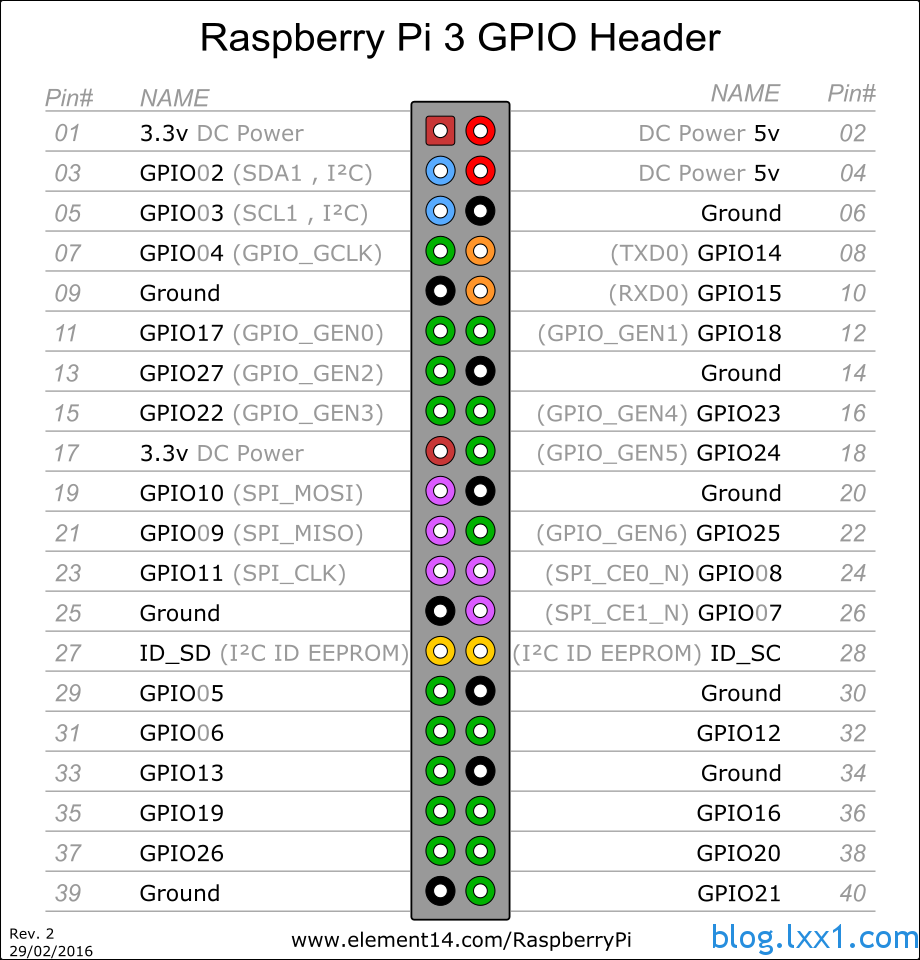 Raspberry Pi 3 GPIO Header
Pin# NAME NAME Pin#
01 3.3v DC Power DC Power 5v 02
03 GPIO02 (SDA1 , I²C) DC Power 5v 04
05 GPIO03 (SCL1 , I²C) Ground 06
07 GPIO04 (GPIO_GCLK) (TXD0) GPIO14 08
09 Ground (RXD0) GPIO15 10
11 GPIO17 (GPIO_GEN0) (GPIO_GEN1) GPIO18 12
13 GPIO27 (GPIO_GEN2) Ground 14
15 GPIO22 (GPIO_GEN3) (GPIO_GEN4) GPIO23 16
17 3.3v DC Power (GPIO_GEN5) GPIO24 18
19 GPIO10 (SPI_MOSI) Ground 20
21 GPIO09 (SPI_MISO) (GPIO_GEN6) GPIO25 22
23 GPIO11 (SPI_CLK) (SPI_CE0_N) GPIO08 24
25 Ground (SPI_CE1_N) GPIO07 26
27 ID_SD (I²C ID EEPROM) (I²C ID EEPROM) ID_SC 28
29 GPIO05 Ground 30
31 GPIO06 GPIO12 32
33 GPIO13 Ground 34
35 GPIO19 GPIO16 36
37 GPIO26 GPIO20 38
39 Ground GPIO21 40
Rev. 2
29/02/2016
www.element14.com/RaspberryPi
blog.lxx1.com